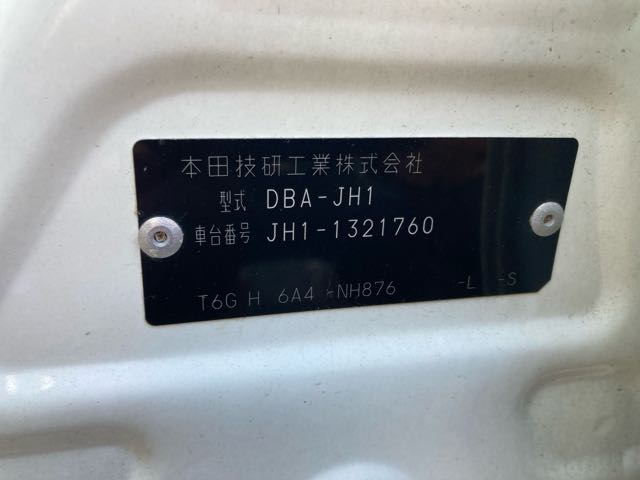 本田技研工業株式会社
型式 DBA-JH1
車台番号 JH1-1321760
T6G H 6A4 -NH876 -L -S